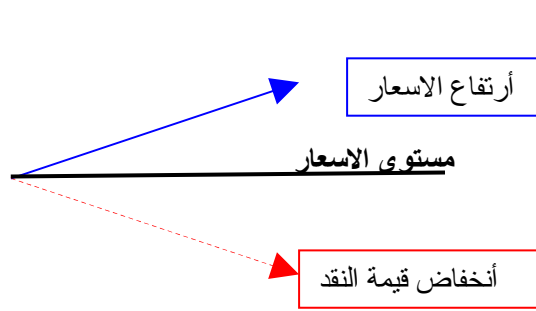 أرتفاع الاسعار
مستوى الاسعار
أنخفاض قيمة النقد